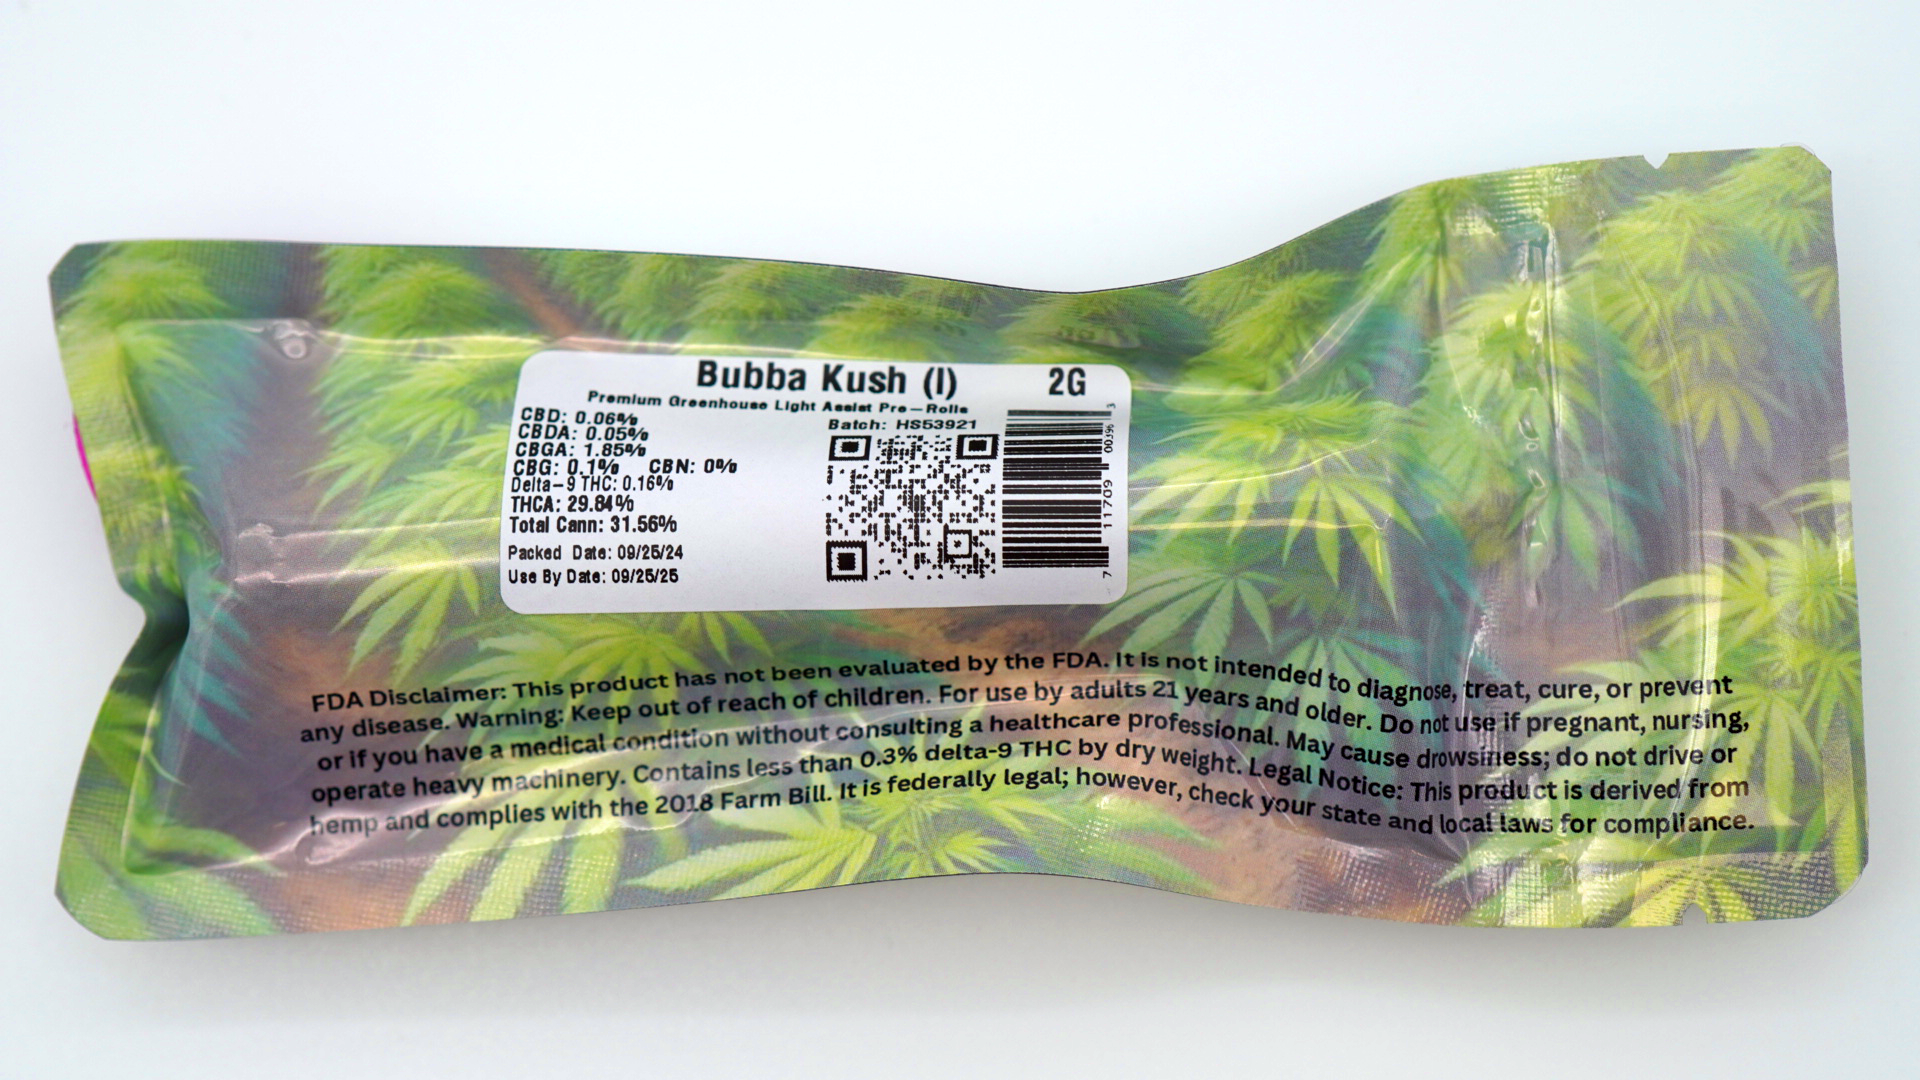 Bubba Kush (I) 2G
Premium Greenhouse Light Assist Pre-Rolls
CBD: 0.06%
CBDA: 0.05%
CBGA: 1.85%
CBG: 0.1% CBN: 0%
Delta-9 THC: 0.16%
THCA: 29.84%
Total Cann: 31.56%
Packed Date: 09/25/24
Use By Date: 09/25/25
Batch: HS53921
7 11709 00396 3
FDA Disclaimer: This product has not been evaluated by the FDA. It is not intended to diagnose, treat, cure, or prevent
any disease. Warning: Keep out of reach of children. For use by adults 21 years and older. Do not use if pregnant, nursing,
or if you have a medical condition without consulting a healthcare professional. May cause drowsiness; do not drive or
operate heavy machinery. Contains less than 0.3% delta-9 THC by dry weight. Legal Notice: This product is derived from
hemp and complies with the 2018 Farm Bill. It is federally legal; however, check your state and local laws for compliance.